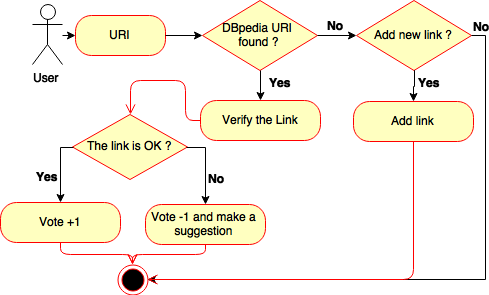 User
URI
DBpedia URI
found ?
No
Add new link ?
No
Yes
Yes
Verify the Link
Add link
The link is OK ?
Yes
No
Vote +1
Vote -1 and make a
suggestion